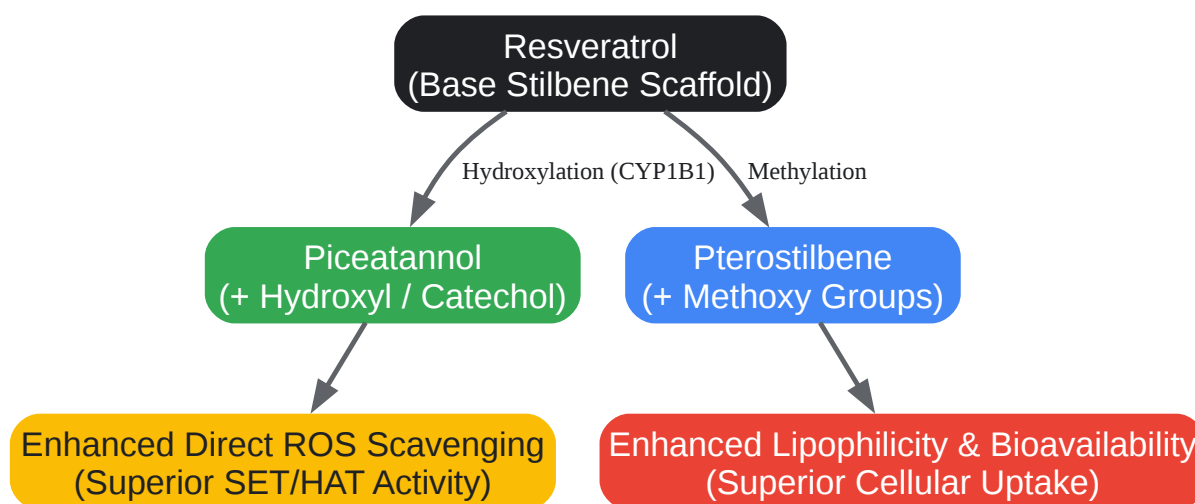 Resveratrol
(Base Stilbene Scaffold)
Hydroxylation (CYP1B1)
Methylation
Piceatannol
(+ Hydroxyl / Catechol)
Pterostilbene
(+ Methoxy Groups)
Enhanced Direct ROS Scavenging
(Superior SET/HAT Activity)
Enhanced Lipophilicity & Bioavailability
(Superior Cellular Uptake)